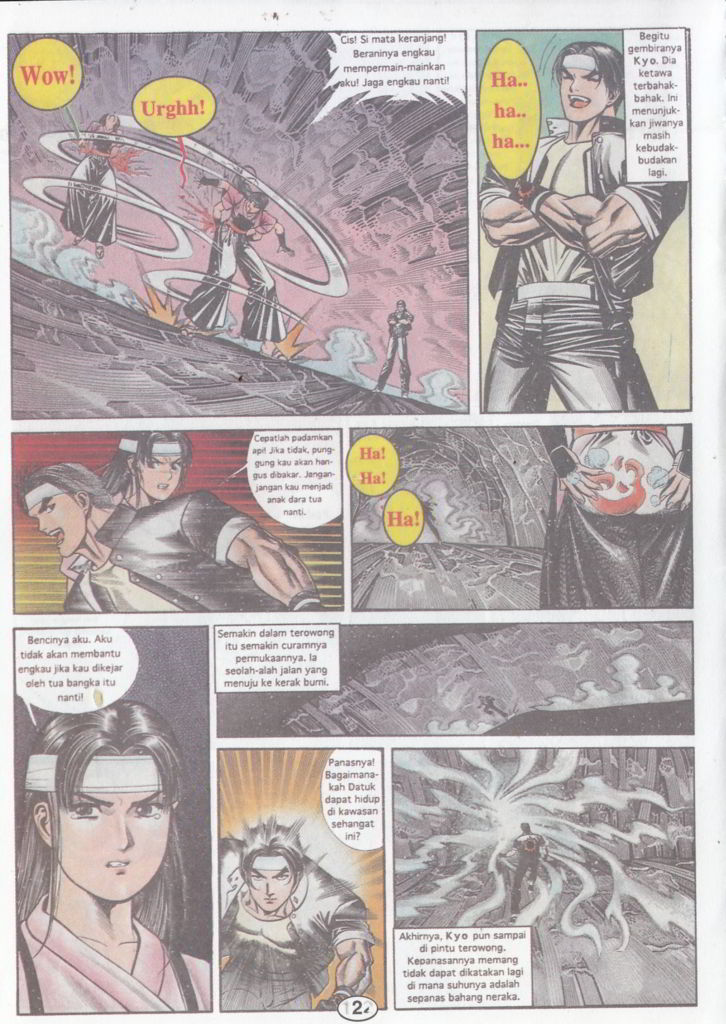 Wow!
Urghh!
Cis! Si mata keranjang!
Beraninya engkau
mempermain-mainkan
aku! Jaga engkau nanti!
Ha..
ha..
ha...
Begitu
gembiranya
Kyo. Dia
ketawa
terbahak-
bahak. Ini
menunjuk-
kan jiwanya
masih
kebudak-
budakan
lagi.
Cepatlah padamkan
api! Jika tidak, pung-
gung kau akan han-
gus dibakar. Jangan-
jangan kau menjadi
anak dara tua
nanti.
Ha!
Ha!
Ha!
Bencinya aku. Aku
tidak akan membantu
engkau jika kau dikejar
oleh tua bangka itu
nanti!
Semakin dalam terowong
itu semakin curamnya
permukaannya. Ia
seolah-alah jalan yang
menuju ke kerak bumi.
Panasnya!
Bagaimana-
kah Datuk
dapat hidup
di kawasan
sehangat
ini?
Akhirnya, Kyo pun sampai
di pintu terowong.
Kepanasannya memang
tidak dapat dikatakan lagi
di mana suhunya adalah
sepanas bahang neraka.